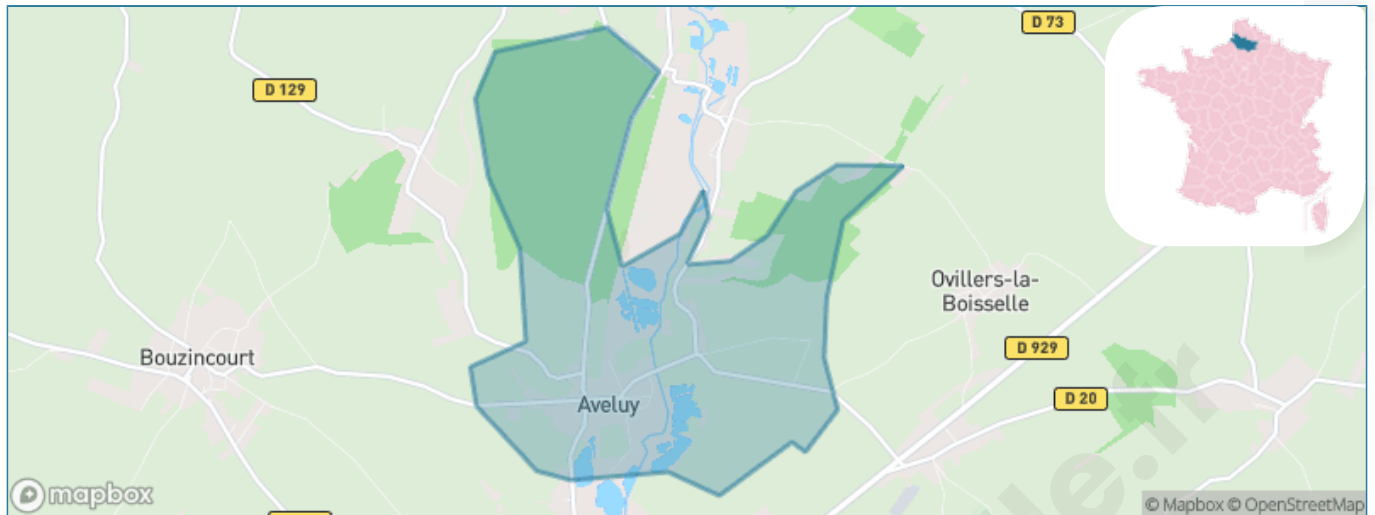 D 73
D 129
Ovillers-la-
Boisselle
Bouzincourt
D 929
D 20
Aveluy
mapbox
© Mapbox © OpenStreetMap